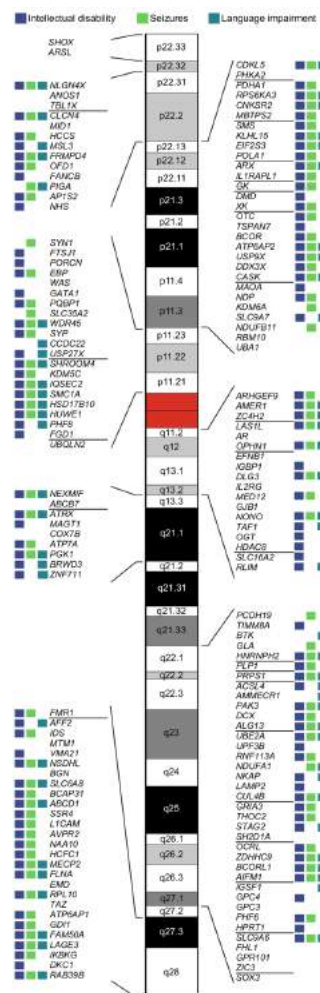 Intellectual disability
Seizures
Language impairment
SHOX
ARSL
NLGN4X
ANOS1
TBL1X
CLCN4
MID1
HCCS
MSL3
FRMPD4
OFD1
FANCB
PIGA
AP1S2
NHS
SYN1
FTSJ1
PORCN
EBP
WAS
GATA1
PQBP1
SLC35A2
WDR45
SYP
CCDC22
USP27X
SHROOM4
KDM5C
IQSEC2
SMC1A
HSD17B10
HUWE1
PHF8
FGD1
UBQLN2
NEXMIF
ABCB7
ATRX
MAGT1
COX7B
ATP7A
PGK1
BRWD3
ZNF711
FMR1
AFF2
IDS
MTM1
VMA21
NSDHL
BGN
SLC6A8
BCAP31
ABCD1
SSR4
L1CAM
AVPR2
NAA10
HCFC1
MECP2
FLNA
EMD
RPL10
TAZ
ATP6AP1
GDI1
FAM50A
LAGE3
IKBKG
DKC1
RAB39B
p22.33
p22.32
p22.31
p22.2
p22.13
p22.12
p22.11
p21.3
p21.2
p21.1
p11.4
p11.3
p11.23
p11.22
p11.21
q11.2
q12
q13.1
q13.2
q13.3
q21.1
q21.2
q21.31
q21.32
q21.33
q22.1
q22.2
q22.3
q23
q24
q25
q26.1
q26.2
q26.3
q27.1
q27.2
q27.3
q28
CDKL5
PHKA2
PDHA1
RPS6KA3
CNKSR2
MBTPS2
SMS
KLHL15
EIF2S3
POLA1
ARX
IL1RAPL1
GK
DMD
XK
OTC
TSPAN7
BCOR
ATP6AP2
USP9X
DDX3X
CASK
MAOA
NDP
KDM6A
SLC9A7
NDUFB11
RBM10
UBA1
ARHGEF9
AMER1
ZC4H2
LAS1L
AR
OPHN1
EFNB1
IGBP1
DLG3
IL2RG
MED12
GJB1
NONO
TAF1
OGT
HDAC8
SLC16A2
RLIM
PCDH19
TIMM8A
BTK
GLA
HNRNPH2
PLP1
PRPS1
ACSL4
AMMECR1
PAK3
DCX
ALG13
UBE2A
UPF3B
RNF113A
NDUFA1
NKAP
LAMP2
CUL4B
GRIA3
THOC2
STAG2
SH2D1A
OCRL
ZDHHC9
BCORL1
AIFM1
IGSF1
GPC4
GPC3
PHF6
HPRT1
SLC9A6
FHL1
GPR101
ZIC3
SOX3